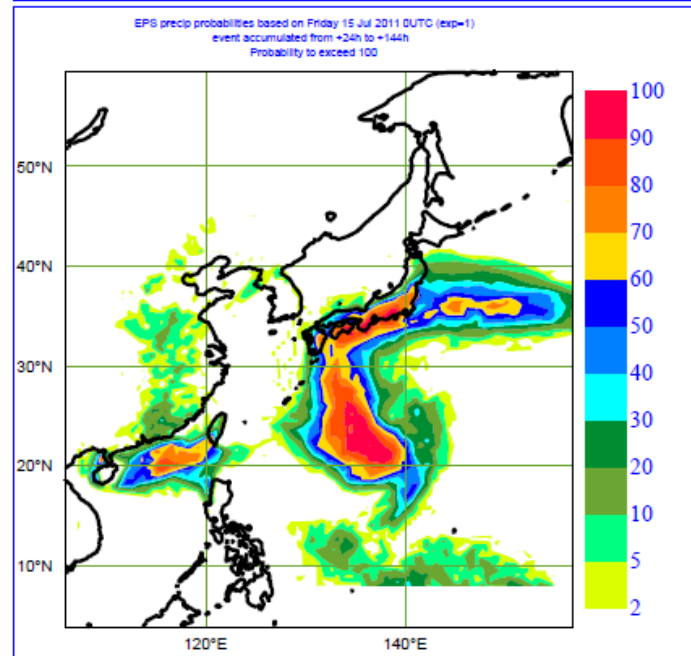 EPS precip probabilities based on Friday 15 Jul 2011 0UTC (exp=1)
event accumulated from +24h to +144h
Probability to exceed 100
100
90
80
70
60
50
40
30
20
10
5
2
50°N
40°N
30°N
20°N
10°N
120°E
140°E